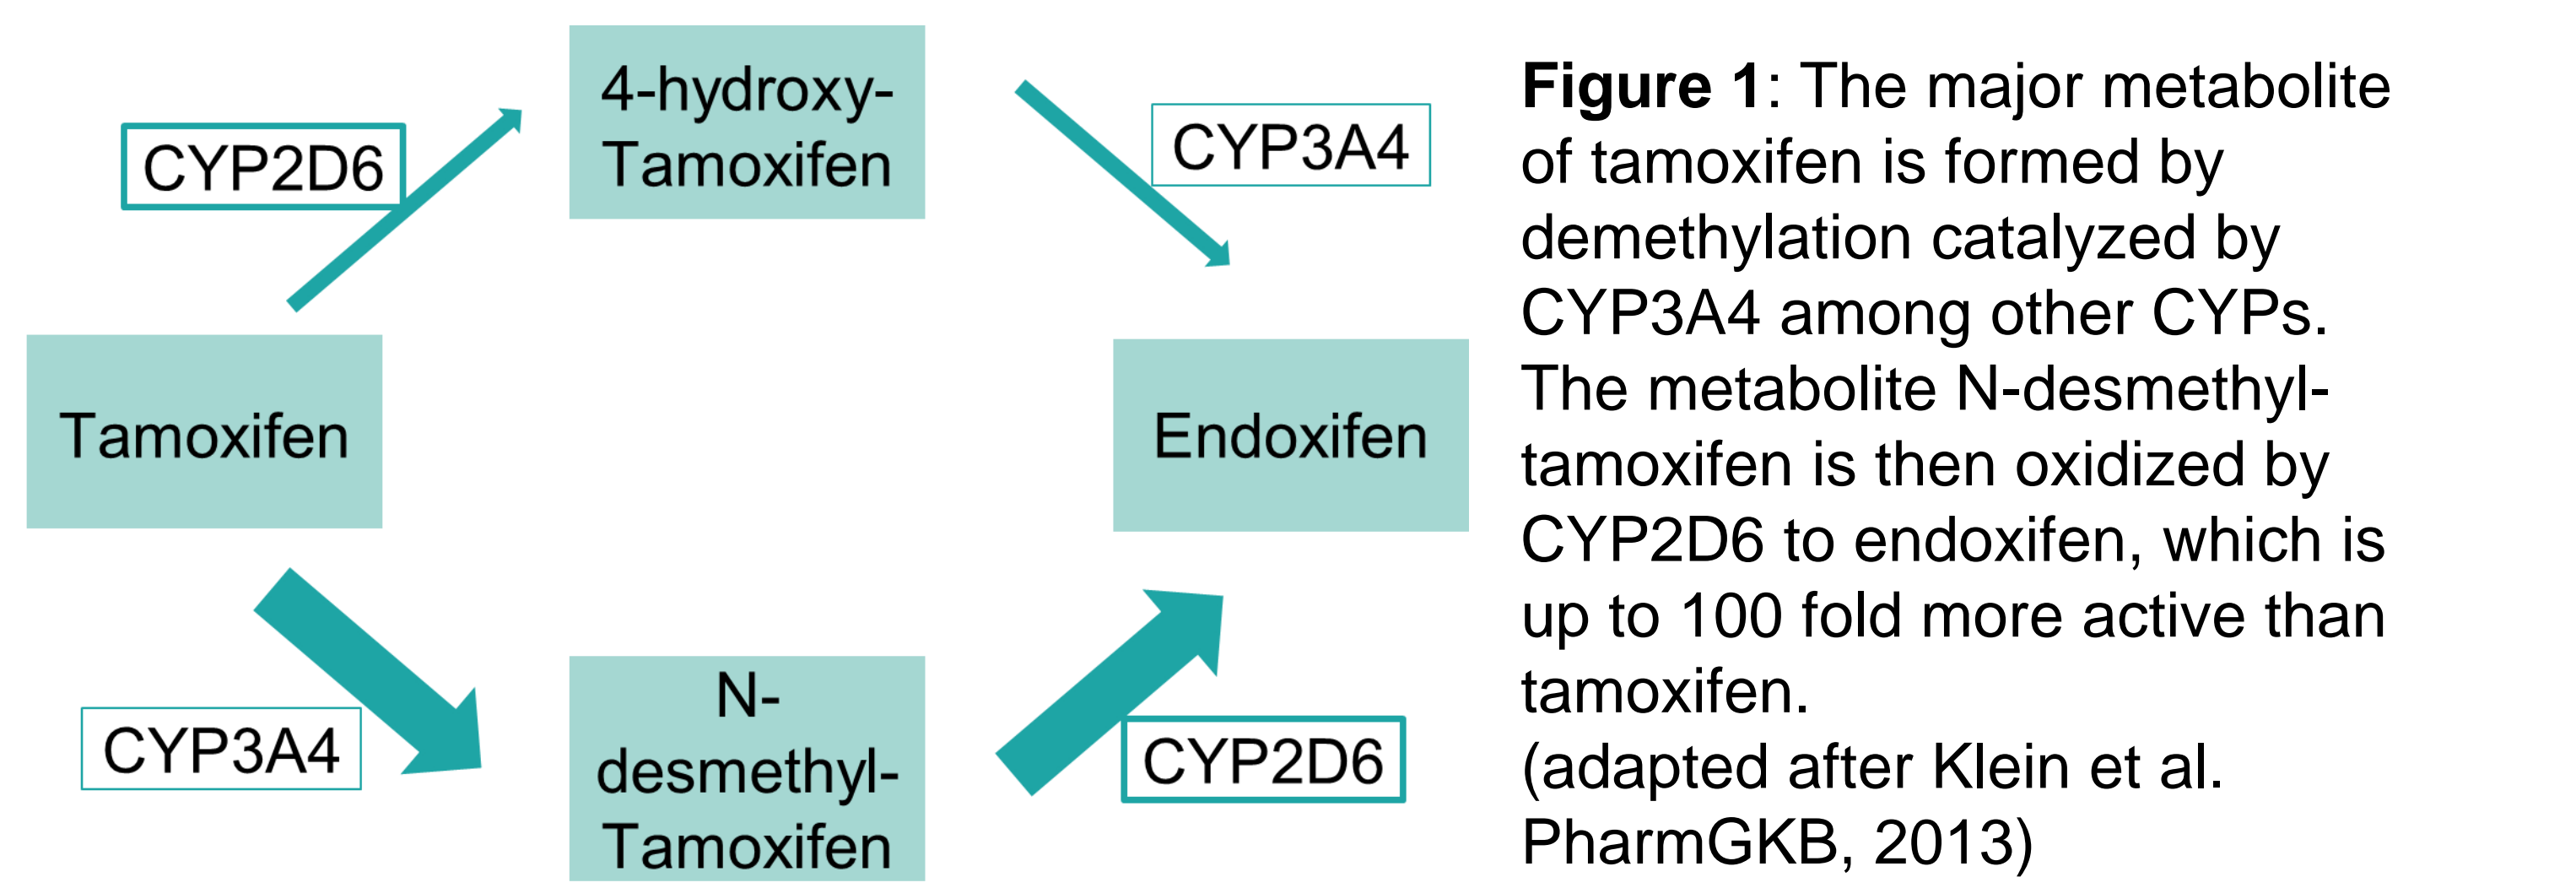 4-hydroxy-
Tamoxifen
CYP2D6
CYP3A4
Tamoxifen
Endoxifen
CYP3A4
N-
desmethyl-
Tamoxifen
CYP2D6
Figure 1: The major metabolite
of tamoxifen is formed by
demethylation catalyzed by
CYP3A4 among other CYPs.
The metabolite N-desmethyl-
tamoxifen is then oxidized by
CYP2D6 to endoxifen, which is
up to 100 fold more active than
tamoxifen.
(adapted after Klein et al.
PharmGKB, 2013)